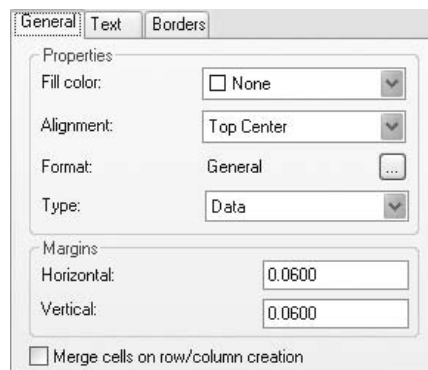 General Text Borders
Properties
Fill color: None
Alignment: Top Center
Format: General ...
Type: Data
Margins
Horizontal: 0.0600
Vertical: 0.0600
Merge cells on row/column creation